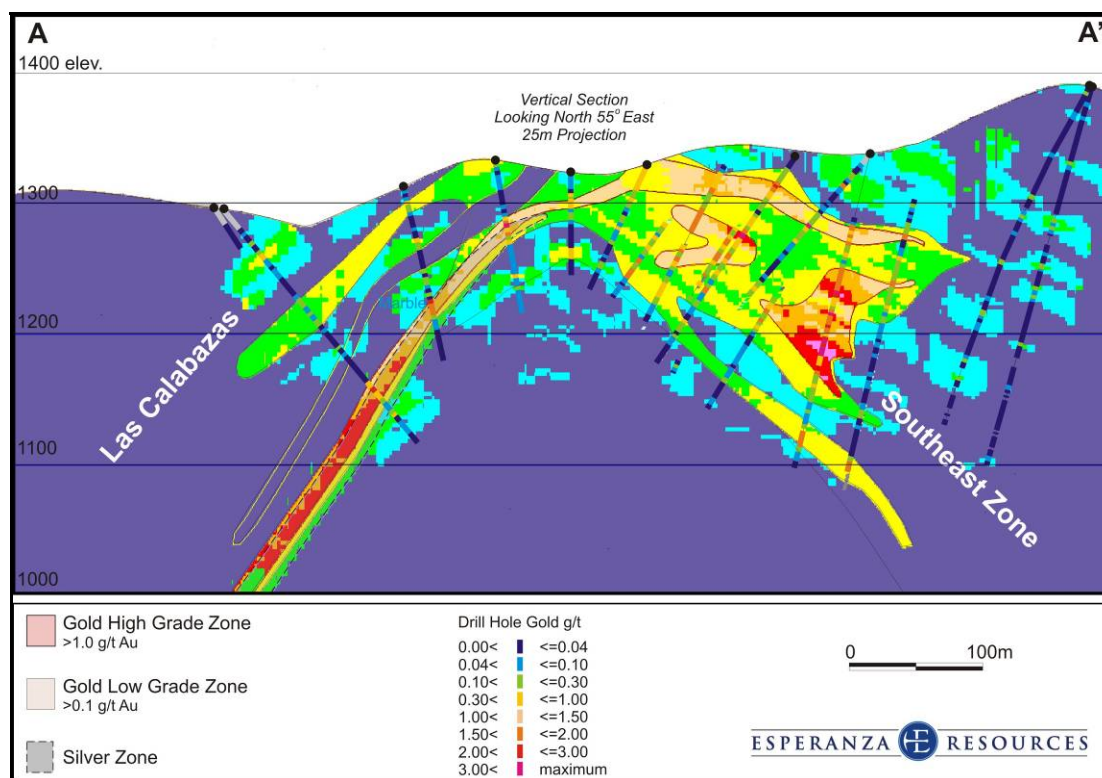 A
A'
1400 elev.
Vertical Section
Looking North 55° East
25m Projection
1300
1200
1100
1000
Las Calabazas
Southeast Zone
Gold High Grade Zone
>1.0 g/t Au
Gold Low Grade Zone
>0.1 g/t Au
Silver Zone
Drill Hole Gold g/t
0.00< <=0.04
0.04< <=0.10
0.10< <=0.30
0.30< <=1.00
1.00< <=1.50
1.50< <=2.00
2.00< <=3.00
3.00< maximum
0 100m
ESPERANZA E RESOURCES